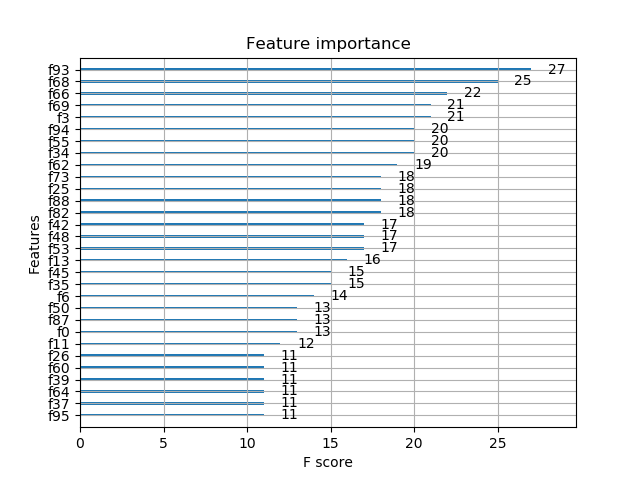 Feature importance
f93 27
f68 25
f66 22
f69 21
f3 21
f94 20
f55 20
f34 20
f62 19
f73 18
f25 18
f88 18
f82 18
f42 17
f48 17
f53 17
f13 16
f45 15
f35 15
f6 14
f50 13
f87 13
f0 13
f11 12
f26 11
f60 11
f39 11
f64 11
f37 11
f95 11
Features
0 5 10 15 20 25
F score